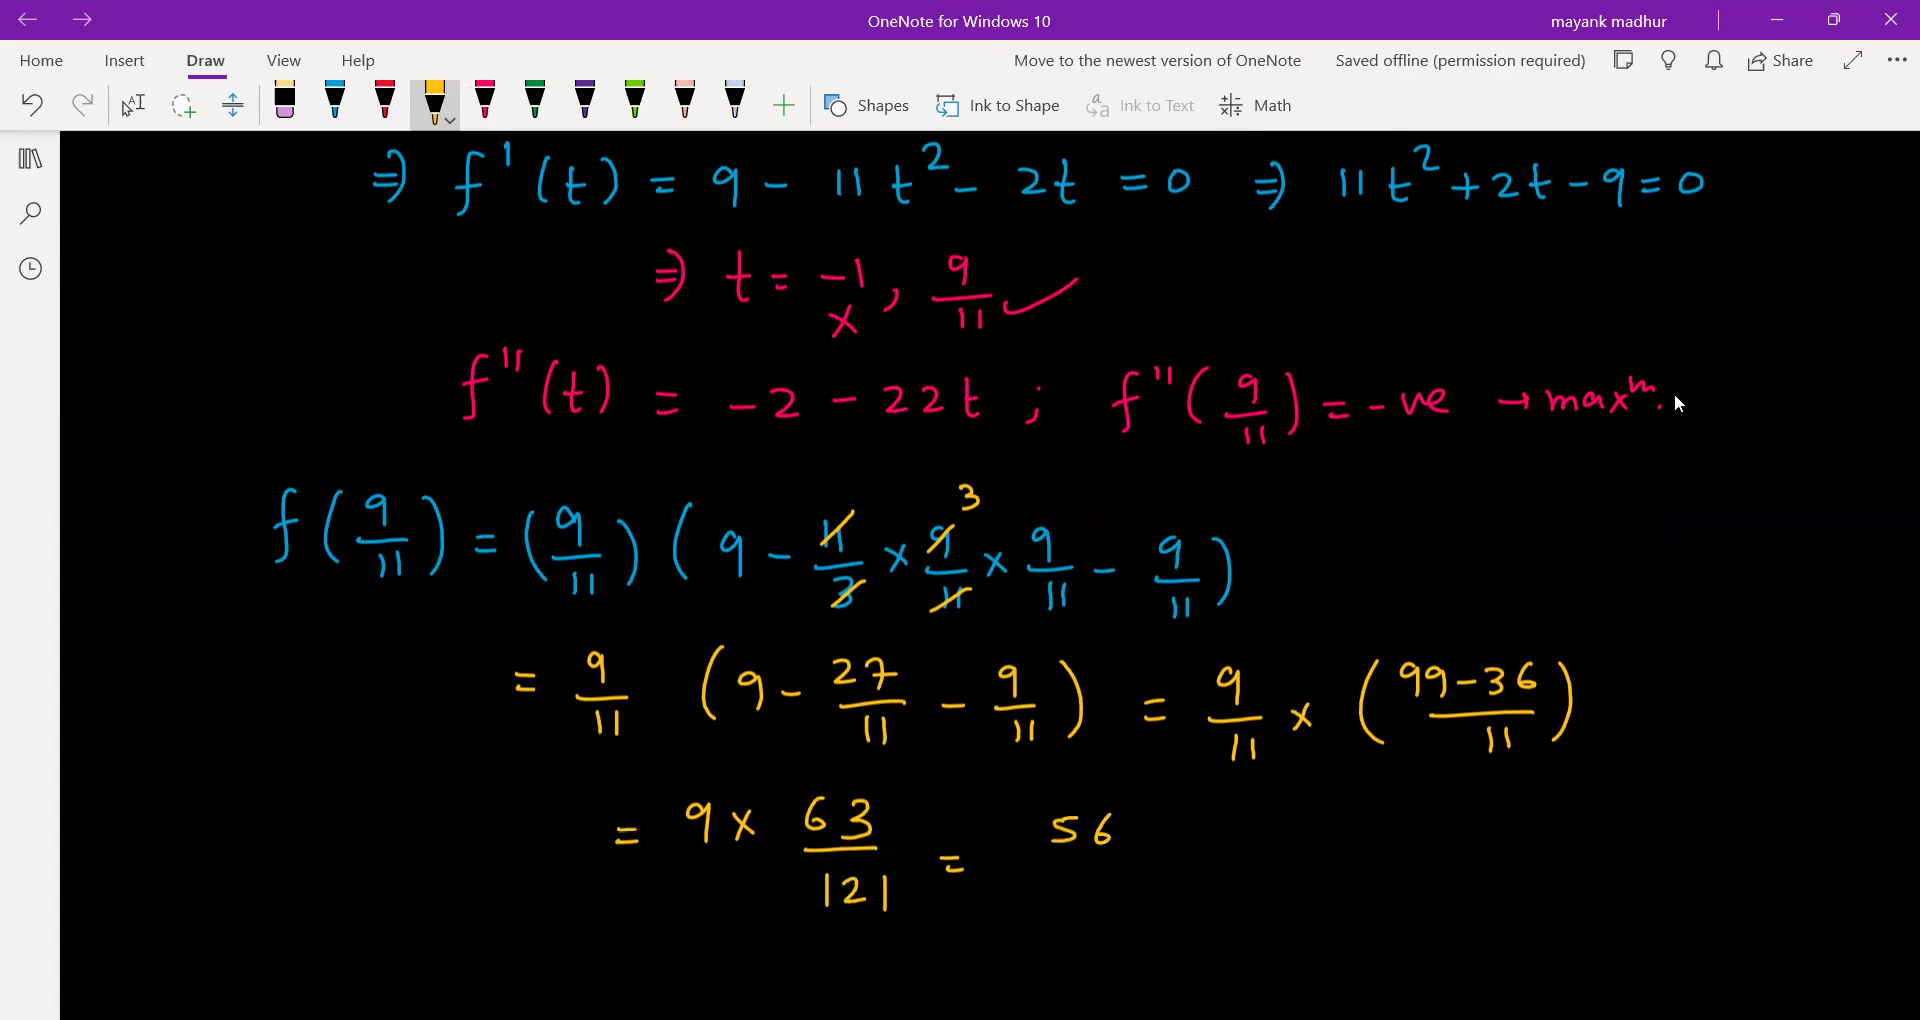 OneNote for Windows 10 mayank madhur
Home Insert Draw View Help Move to the newest version of OneNote Saved offline (permission required) Share
Shapes Ink to Shape Ink to Text Math
⇒ f'(t) = 9 - 11t² - 2t = 0 ⇒ 11t² + 2t - 9 = 0
⇒ t = -1, 9/11 ✓
x
f''(t) = -2 - 22t ; f''(9/11) = -ve → maxᵐ.
3
f(9/11) = (9/11) (9 - 11/3 × 9/11 × 9/11 - 9/11)
= 9/11 (9 - 27/11 - 9/11) = 9/11 × (99-36/11)
= 9 × 63/121 = 56